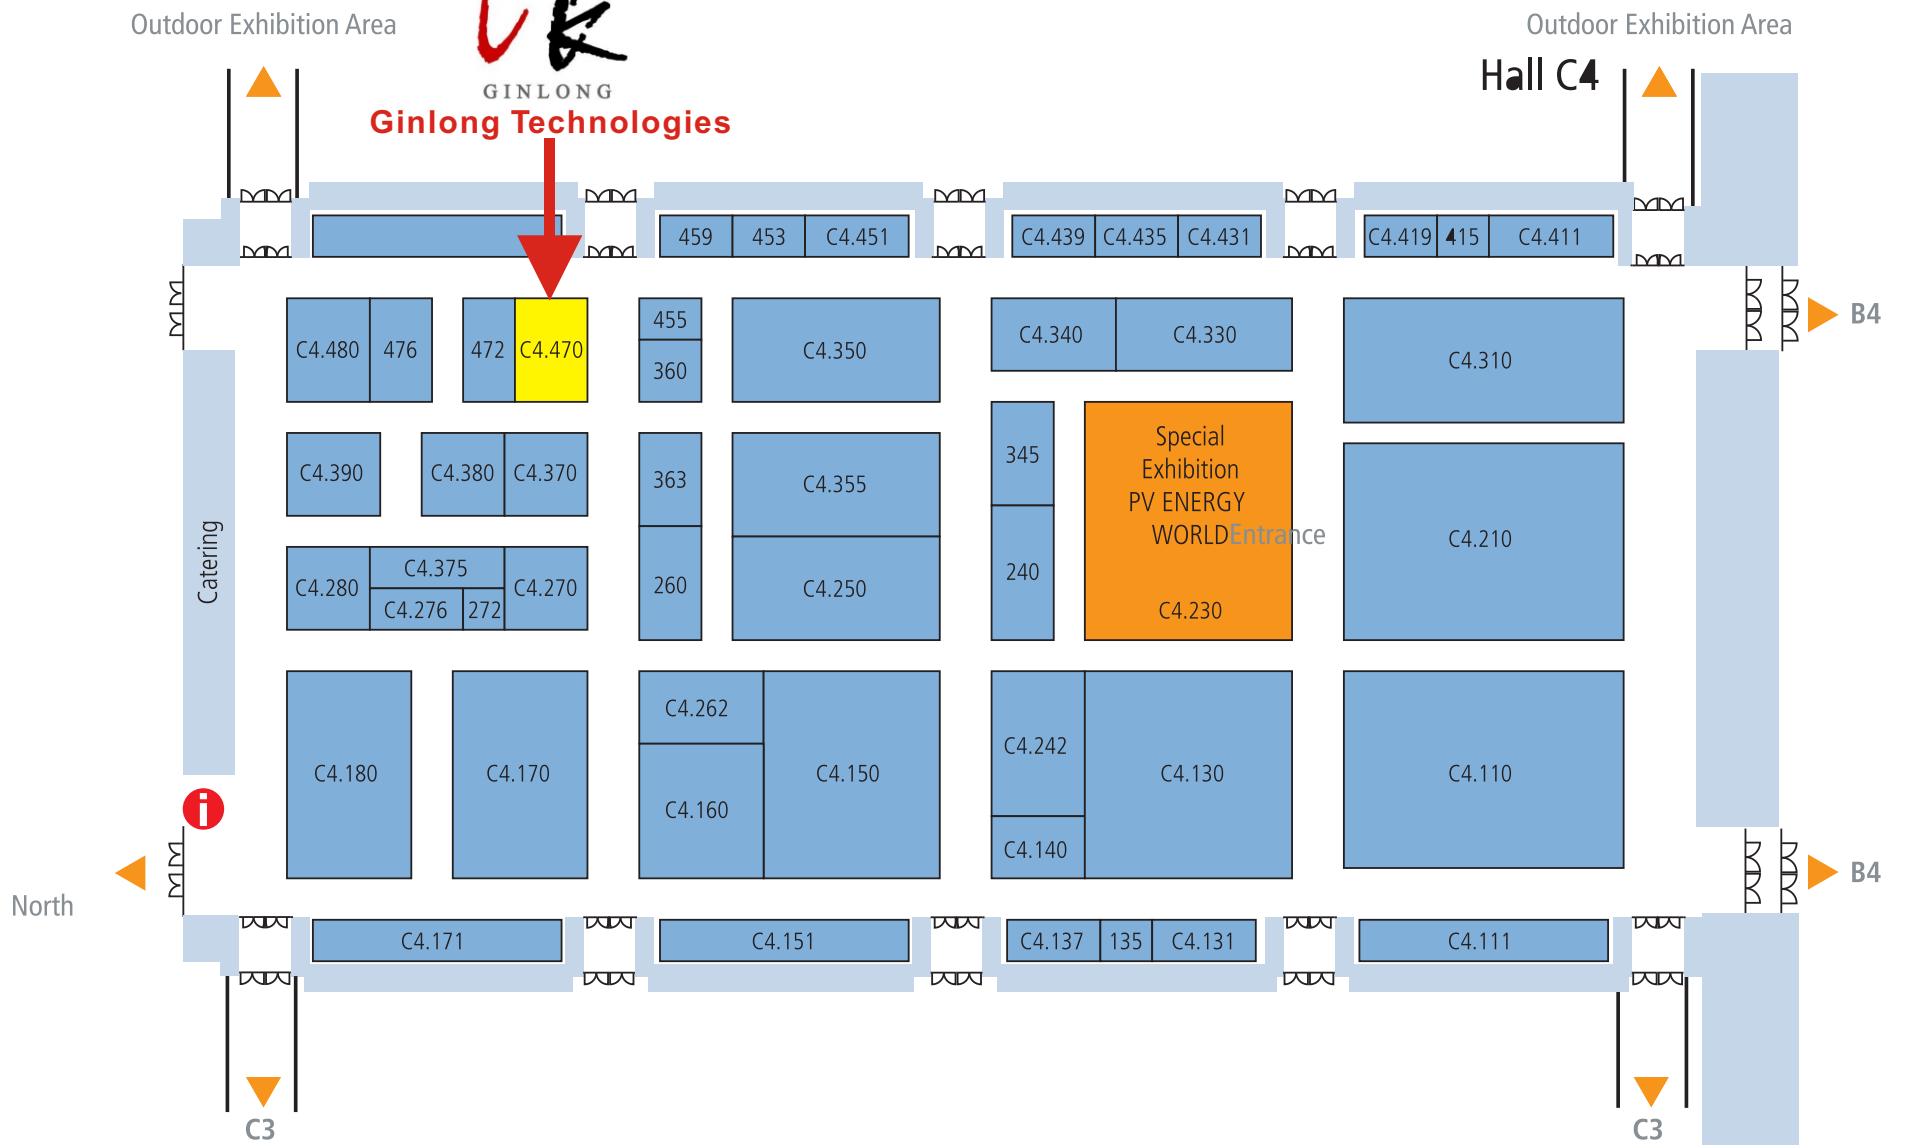 Outdoor Exhibition Area
Outdoor Exhibition Area
GINLONG
Hall C4
Ginlong Technologies
459
453
C4.451
C4.439
C4.435
C4.431
C4.419
415
C4.411
B4
C4.480
476
472
C4.470
455
360
C4.350
C4.340
C4.330
C4.310
C4.390
C4.380
C4.370
363
C4.355
345
Special
Exhibition
PV ENERGY
WORLD
Entrance
C4.230
C4.210
Catering
C4.280
C4.375
C4.276
272
C4.270
260
C4.250
240
C4.180
C4.170
C4.262
C4.160
C4.150
C4.242
C4.140
C4.130
C4.110
i
B4
North
C4.171
C4.151
C4.137
135
C4.131
C4.111
C3
C3